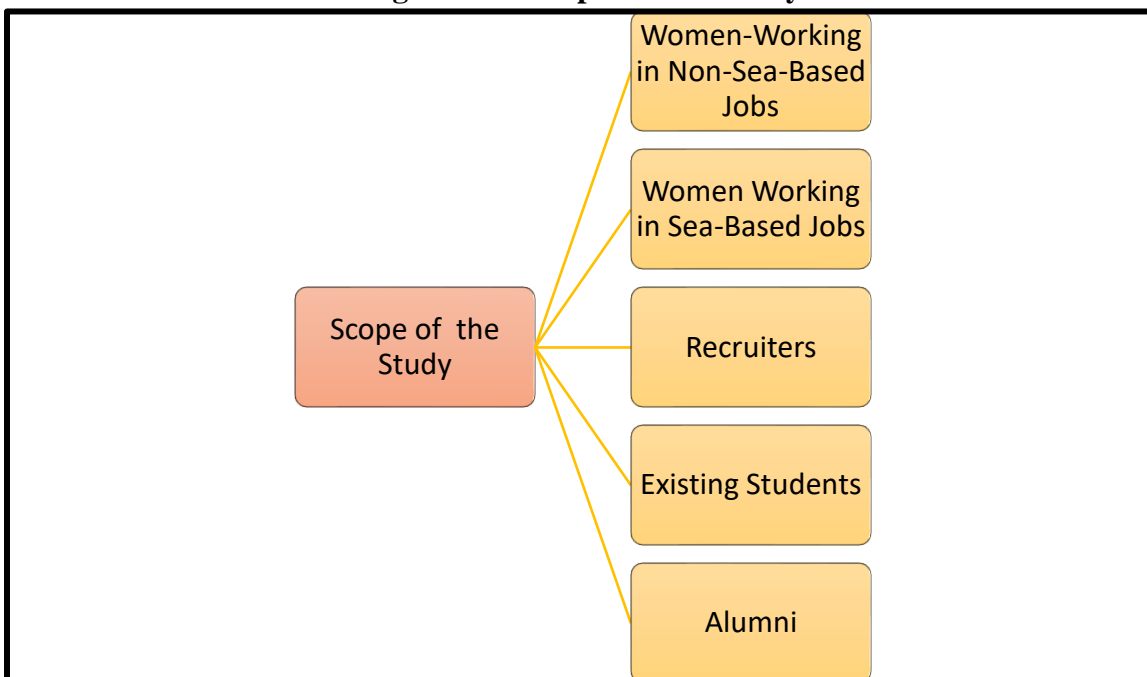 Women-Working
in Non-Sea-Based
Jobs
Women Working
in Sea-Based Jobs
Scope of the
Study
Recruiters
Existing Students
Alumni